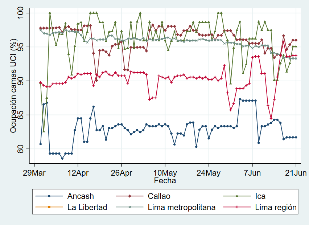 Ocupación camas UCI (%)
100
95
90
85
80
29Mar 12Apr 26Apr 10May 24May 7Jun 21Jun
Fecha
Ancash Callao Ica
La Libertad Lima metropolitana Lima región